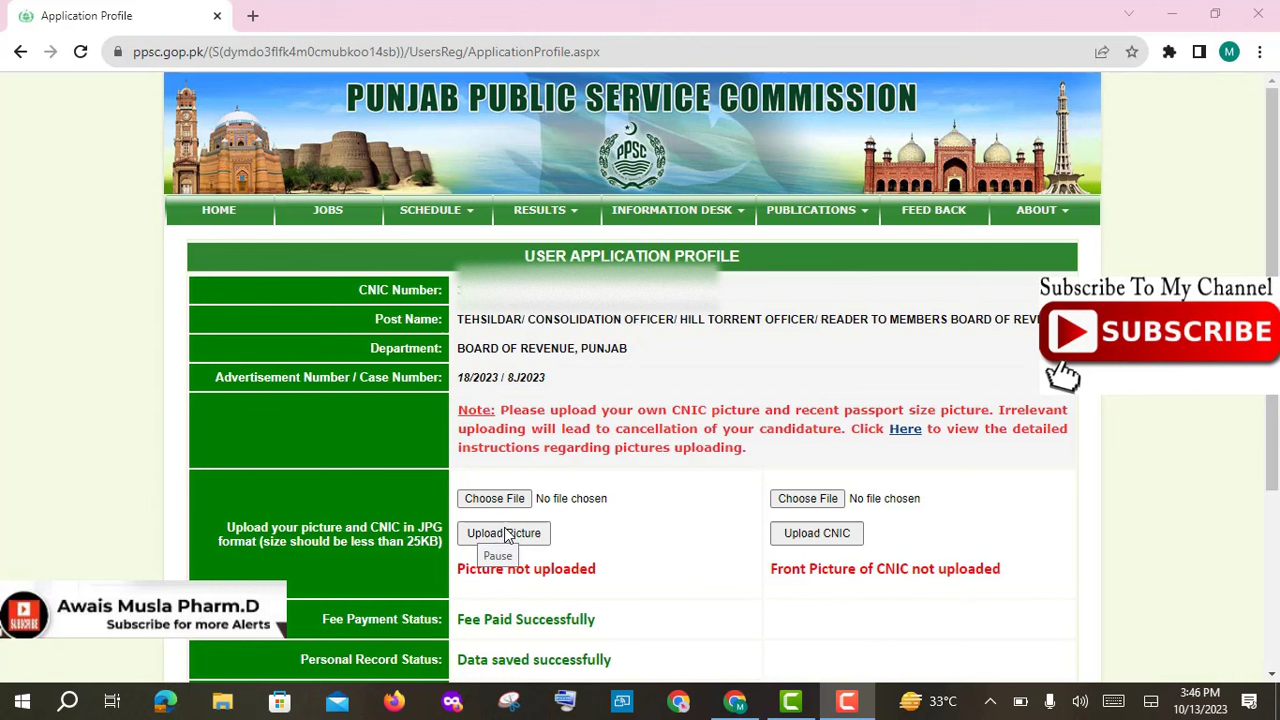 Application Profile
ppsc.gop.pk/(S(dymdo3flfk4m0cmubkoo14sb))/UsersReg/ApplicationProfile.aspx
M
PUNJAB PUBLIC SERVICE COMMISSION
PPSC
HOME JOBS SCHEDULE RESULTS INFORMATION DESK PUBLICATIONS FEED BACK ABOUT
USER APPLICATION PROFILE
CNIC Number:
Post Name: TEHSILDAR/ CONSOLIDATION OFFICER/ HILL TORRENT OFFICER/ READER TO MEMBERS BOARD OF REVE
Department: BOARD OF REVENUE, PUNJAB
Advertisement Number / Case Number: 18/2023 / 8J2023
Note: Please upload your own CNIC picture and recent passport size picture. Irrelevant
uploading will lead to cancellation of your candidature. Click Here to view the detailed
instructions regarding pictures uploading.
Upload your picture and CNIC in JPG
format (size should be less than 25KB)
Choose File No file chosen
Upload Picture
Pause
Picture not uploaded
Choose File No file chosen
Upload CNIC
Front Picture of CNIC not uploaded
Fee Payment Status: Fee Paid Successfully
Personal Record Status: Data saved successfully
Subscribe To My Channel
SUBSCRIBE
Awais Musla Pharm.D
Subscribe for more Alerts
SUBSCRIBE
33°C
3:46 PM
10/13/2023